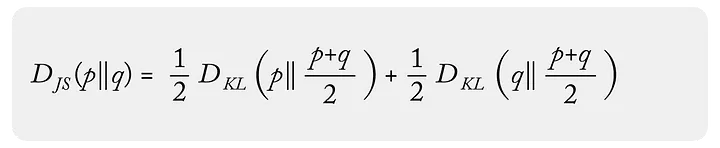 D_JS(p||q) = 1/2 D_KL (p|| p+q/2) + 1/2 D_KL (q|| p+q/2)